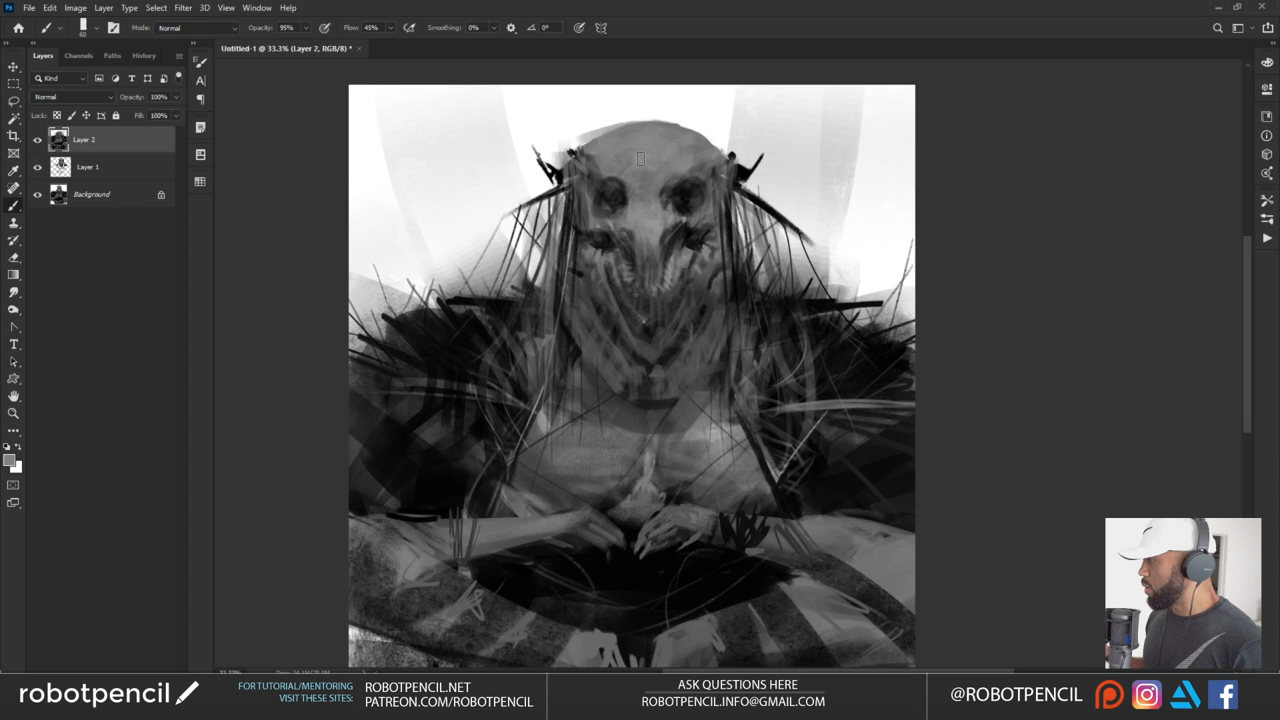 File Edit Image Layer Type Select Filter 3D View Window Help
60 Mode: Normal Opacity: 95% Flow: 45% Smoothing: 0% 0°
Layers Channels Paths History
Untitled-1 @ 33.3% (Layer 2, RGB/8) *
Kind
Normal Opacity: 100%
Lock: Fill: 100%
Layer 2
Layer 1
Background
robotpencil
FOR TUTORIAL/MENTORING
VISIT THESE SITES:
ROBOTPENCIL.NET
PATREON.COM/ROBOTPENCIL
ASK QUESTIONS HERE
ROBOTPENCIL.INFO@GMAIL.COM
@ROBOTPENCIL